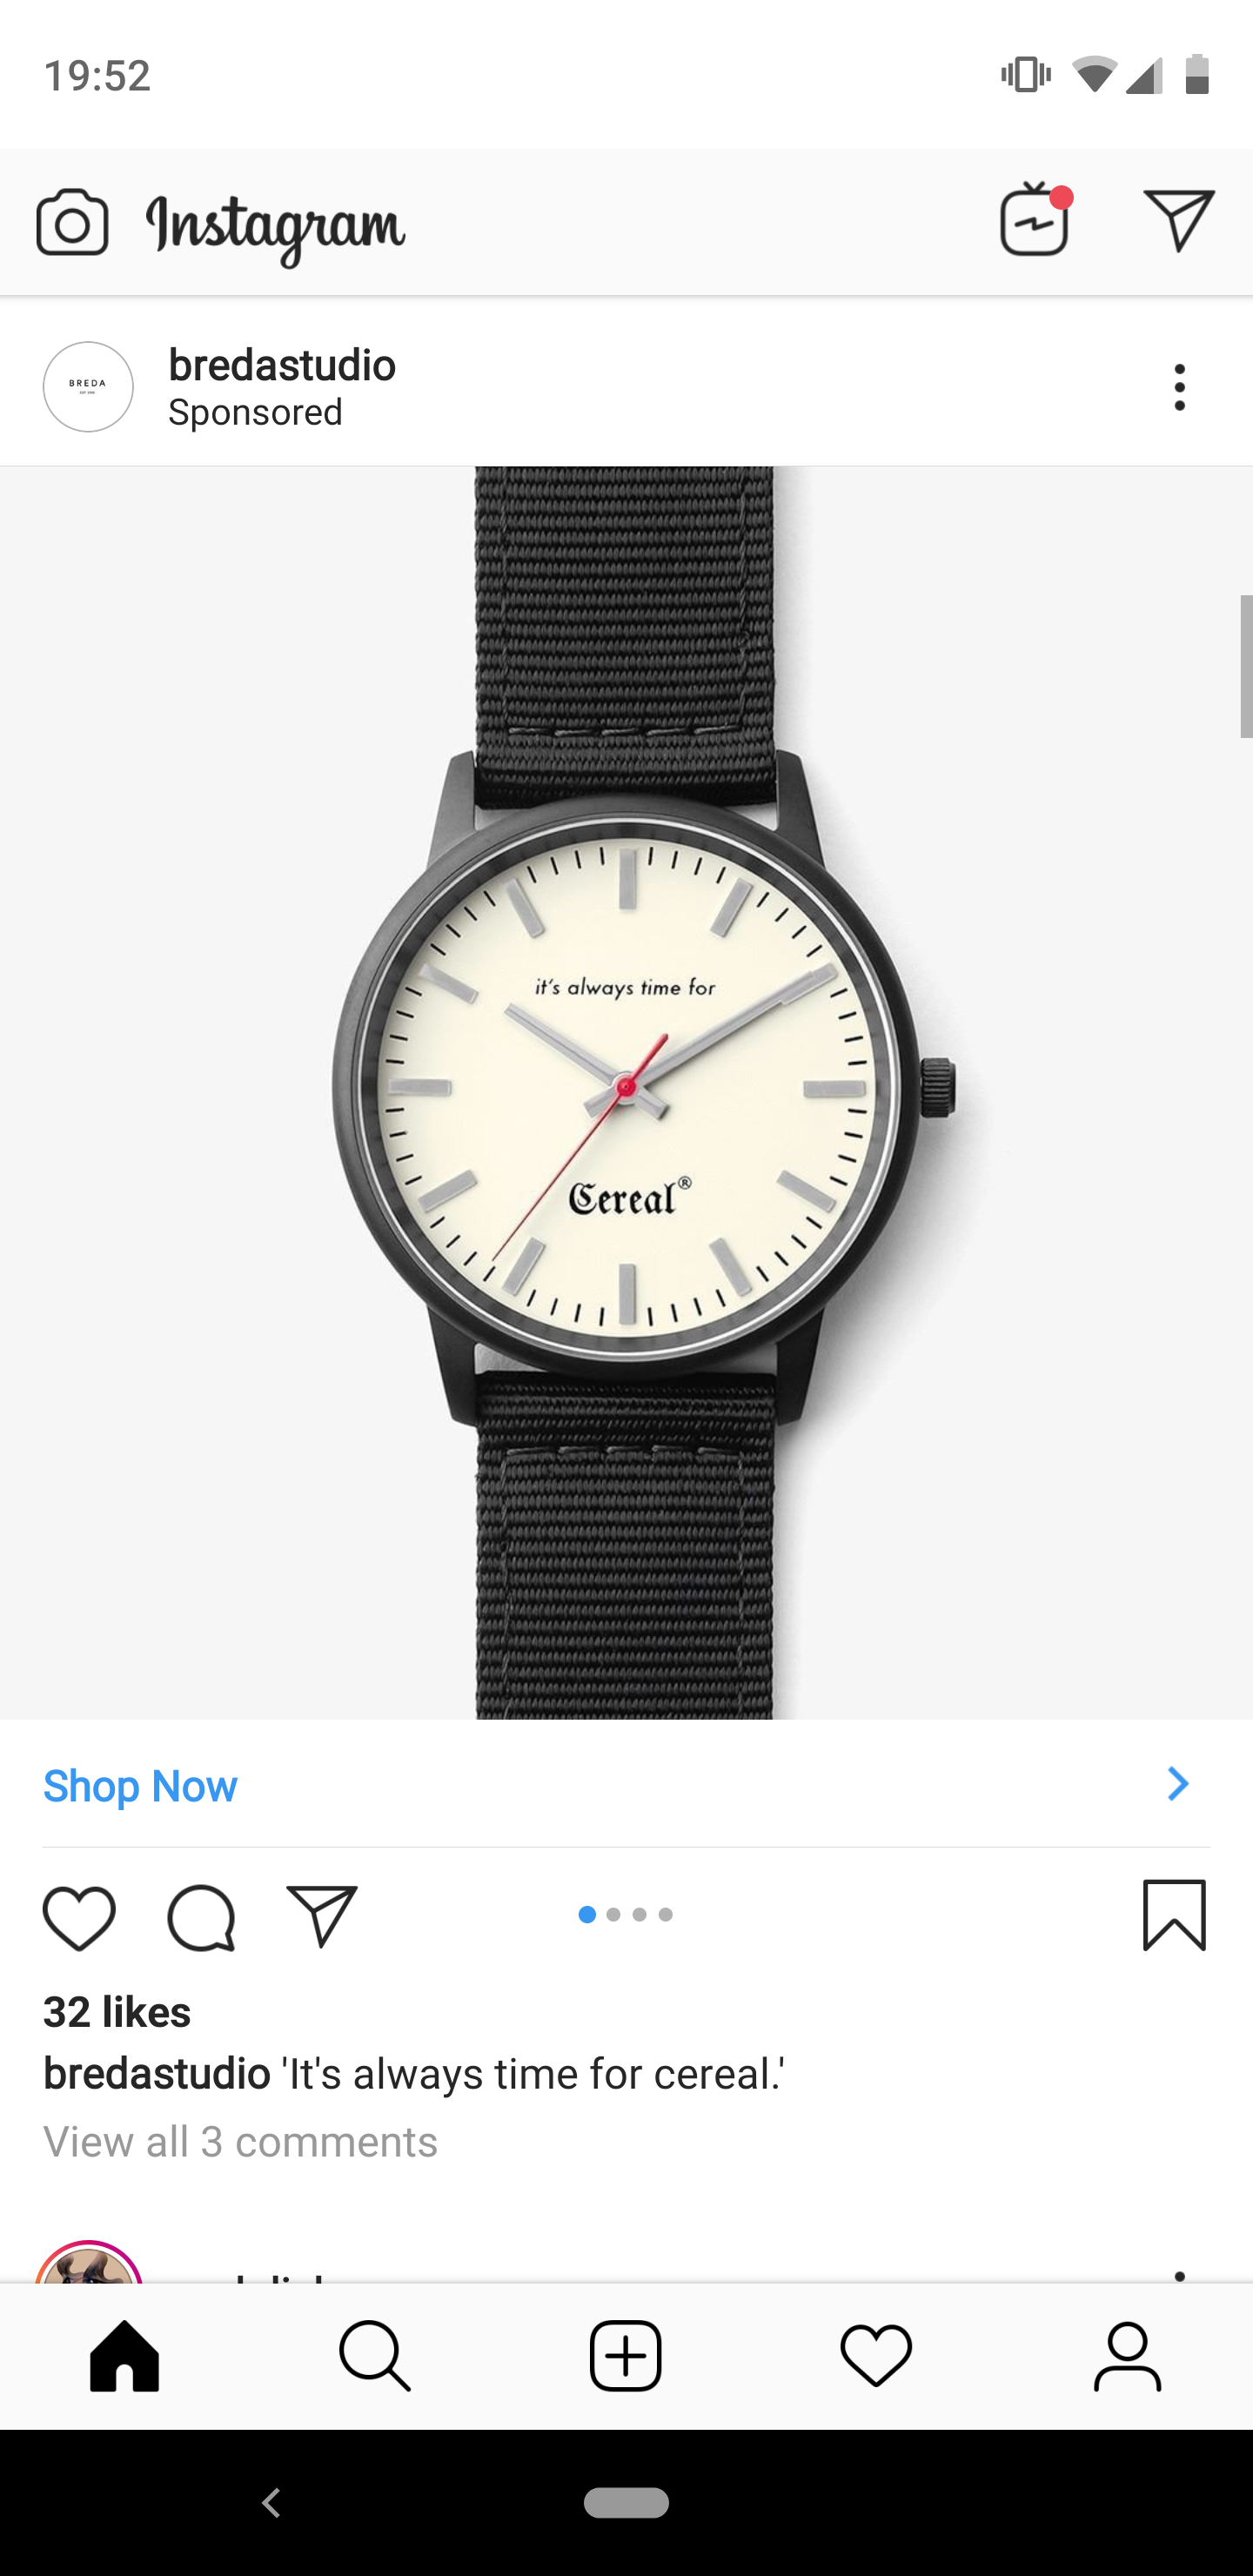 19:52
Instagram
BREDA
bredastudio
Sponsored
it's always time for
Cereal®
Shop Now
32 likes
bredastudio 'It's always time for cereal.'
View all 3 comments